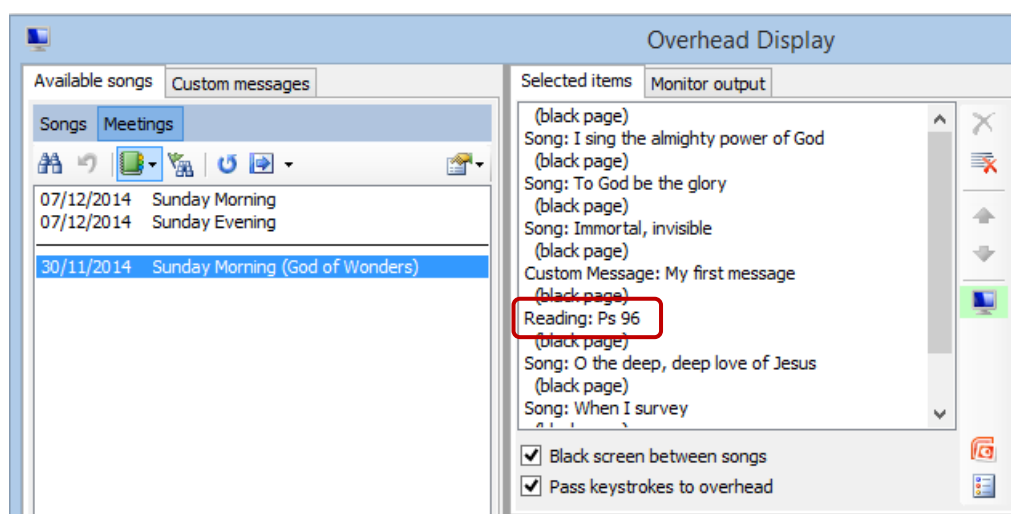 Overhead Display
Available songs
Custom messages
Songs
Meetings
07/12/2014 Sunday Morning
07/12/2014 Sunday Evening
30/11/2014 Sunday Morning (God of Wonders)
Selected items
Monitor output
(black page)
Song: I sing the almighty power of God
(black page)
Song: To God be the glory
(black page)
Song: Immortal, invisible
(black page)
Custom Message: My first message
(black page)
Reading: Ps 96
(black page)
Song: O the deep, deep love of Jesus
(black page)
Song: When I survey
Black screen between songs
Pass keystrokes to overhead